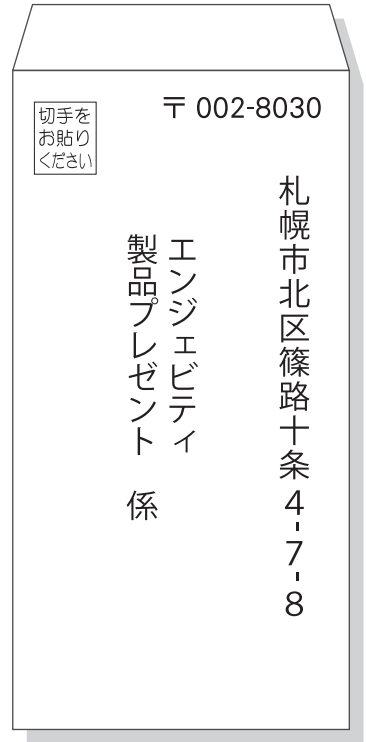 切手を
お貼り
ください
〒 002-8030
札幌市北区篠路十条4-7-8
エンジェビティ
製品プレゼント　係